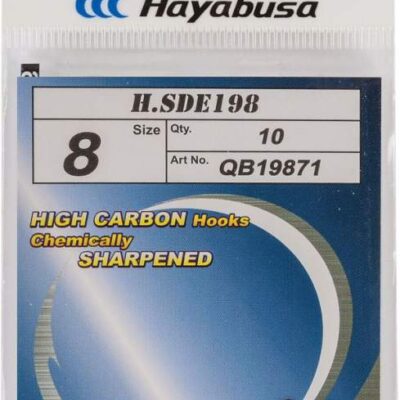 Hayabusa
H.SDE198
8 Size Qty. 10
Art No. QB19871
HIGH CARBON Hooks
Chemically
SHARPENED